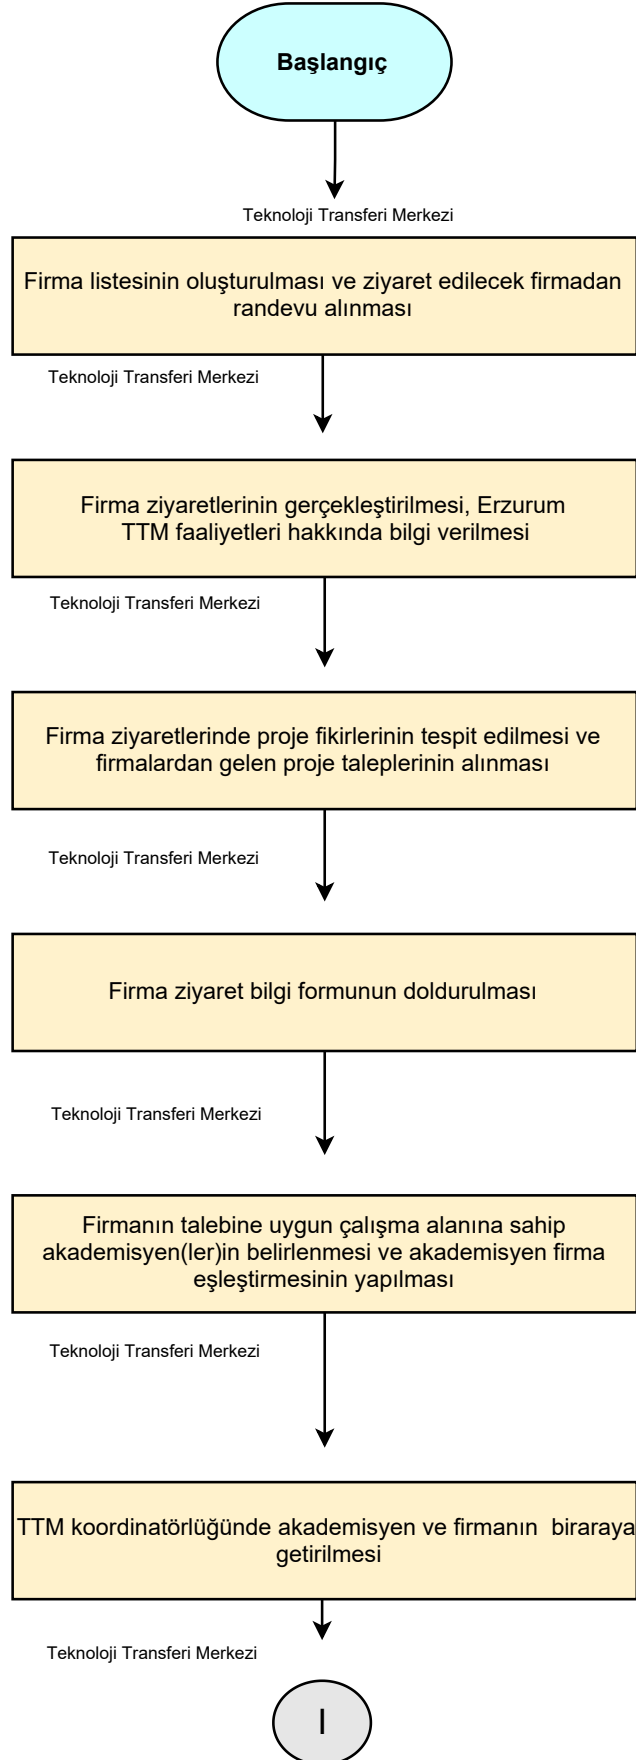 Başlangıç
Teknoloji Transferi Merkezi
Firma listesinin oluşturulması ve ziyaret edilecek firmadan
randevu alınması
Teknoloji Transferi Merkezi
Firma ziyaretlerinin gerçekleştirilmesi, Erzurum
TTM faaliyetleri hakkında bilgi verilmesi
Teknoloji Transferi Merkezi
Firma ziyaretlerinde proje fikirlerinin tespit edilmesi ve
firmalardan gelen proje taleplerinin alınması
Teknoloji Transferi Merkezi
Firma ziyaret bilgi formunun doldurulması
Teknoloji Transferi Merkezi
Firmanın talebine uygun çalışma alanına sahip
akademisyen(ler)in belirlenmesi ve akademisyen firma
eşleştirmesinin yapılması
Teknoloji Transferi Merkezi
TTM koordinatörlüğünde akademisyen ve firmanın  biraraya
getirilmesi
Teknoloji Transferi Merkezi
I